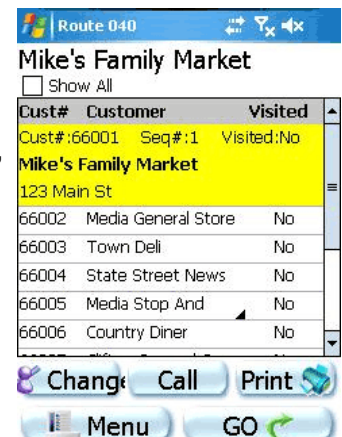 Route 040
Mike's Family Market
Show All
Cust# Customer Visited
Cust#:66001 Seq#:1 Visited:No
Mike's Family Market
123 Main St
66002 Media General Store No
66003 Town Deli No
66004 State Street News No
66005 Media Stop And No
66006 Country Diner No
Chang Call Print
Menu GO